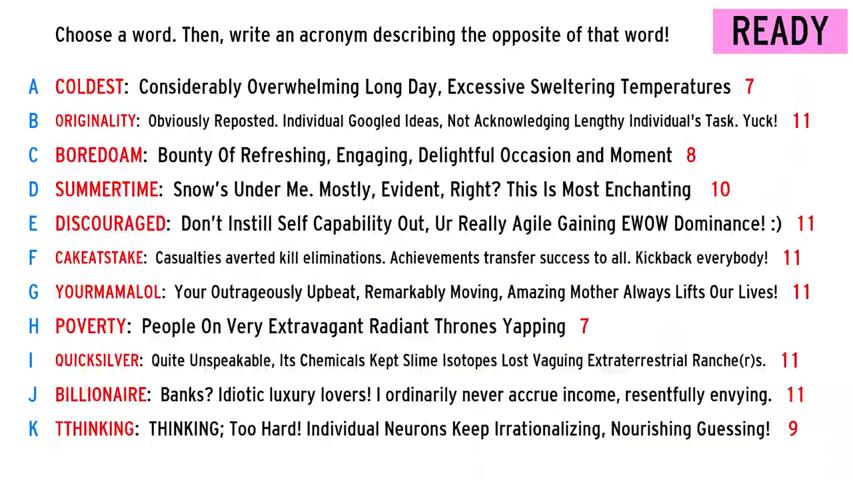 Choose a word. Then, write an acronym describing the opposite of that word!
READY
A COLDEST: Considerably Overwhelming Long Day, Excessive Sweltering Temperatures 7
B ORIGINALITY: Obviously Reposted. Individual Googled Ideas, Not Acknowledging Lengthy Individual's Task. Yuck! 11
C BOREDOAM: Bounty Of Refreshing, Engaging, Delightful Occasion and Moment 8
D SUMMERTIME: Snow's Under Me. Mostly, Evident, Right? This Is Most Enchanting 10
E DISCOURAGED: Don't Instill Self Capability Out, Ur Really Agile Gaining EWOW Dominance! :) 11
F CAKEATSTAKE: Casualties averted kill eliminations. Achievements transfer success to all. Kickback everybody! 11
G YOURMAMALOL: Your Outrageously Upbeat, Remarkably Moving, Amazing Mother Always Lifts Our Lives! 11
H POVERTY: People On Very Extravagant Radiant Thrones Yapping 7
I QUICKSILVER: Quite Unspeakable, Its Chemicals Kept Slime Isotopes Lost Vaguing Extraterrestrial Ranche(r)s. 11
J BILLIONAIRE: Banks? Idiotic luxury lovers! I ordinarily never accrue income, resentfully envying. 11
K TTHINKING: THINKING; Too Hard! Individual Neurons Keep Irrationalizing, Nourishing Guessing! 9